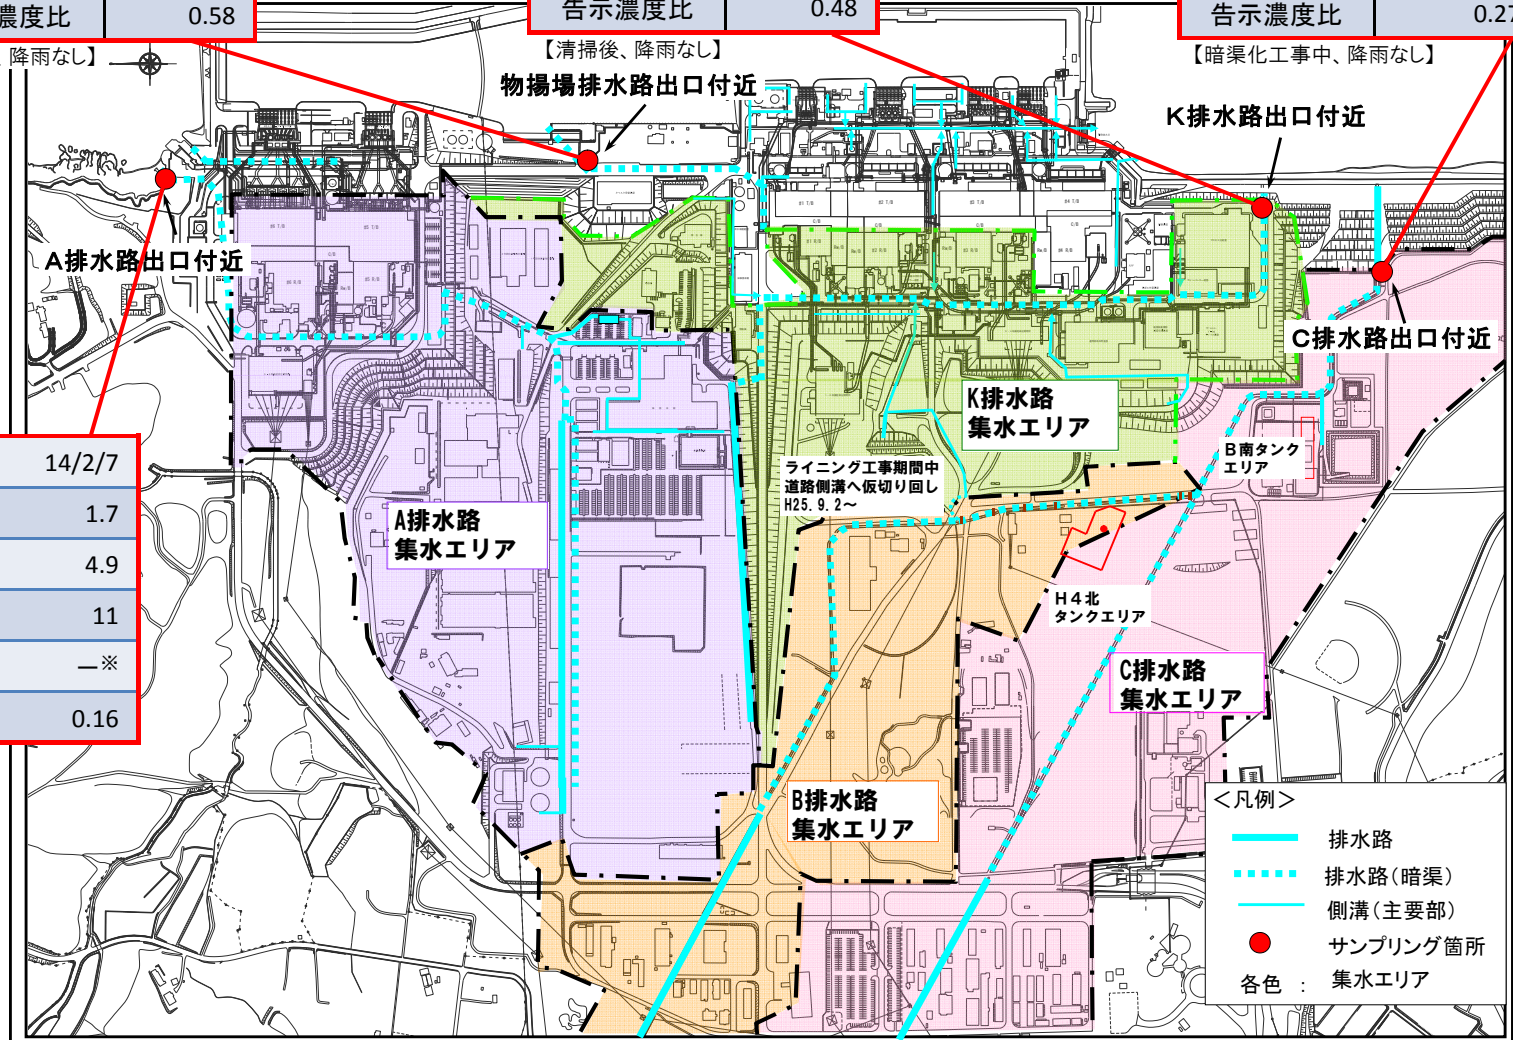 濃度比 0.58
告示濃度比 0.48
告示濃度比 0.27
、降雨なし】
【清掃後、降雨なし】
【暗渠化工事中、降雨なし】
物揚場排水路出口付近
K排水路出口付近
A排水路出口付近
C排水路出口付近
14/2/7
1.7
4.9
11
―※
0.16
K排水路
集水エリア
B南タンク
エリア
ライニング工事期間中
道路側溝へ仮切り回し
H25.9.2～
A排水路
集水エリア
H4北
タンクエリア
C排水路
集水エリア
B排水路
集水エリア
＜凡例＞
排水路
排水路(暗渠)
側溝(主要部)
サンプリング箇所
各色 : 集水エリア